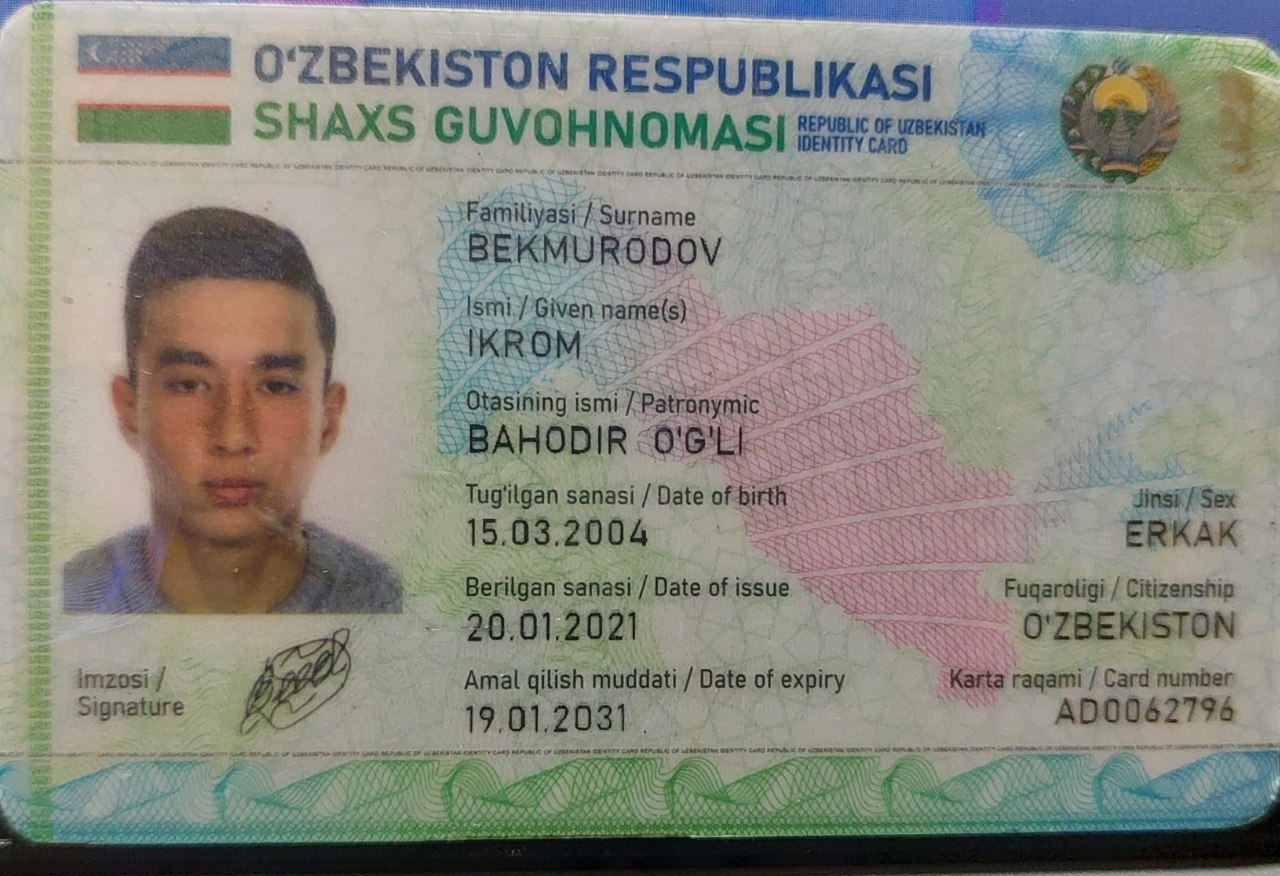 O'ZBEKISTON RESPUBLIKASI
SHAXS GUVOHNOMASI
REPUBLIC OF UZBEKISTAN
IDENTITY CARD
Familiyasi / Surname
BEKMURODOV
Ismi / Given name(s)
IKROM
Otasining ismi / Patronymic
BAHODIR O'G'LI
Tug'ilgan sanasi / Date of birth
15.03.2004
Jinsi / Sex
ERKAK
Berilgan sanasi / Date of issue
20.01.2021
Fuqaroligi / Citizenship
O'ZBEKISTON
Amal qilish muddati / Date of expiry
19.01.2031
Karta raqami / Card number
AD0062796
Imzosi /
Signature